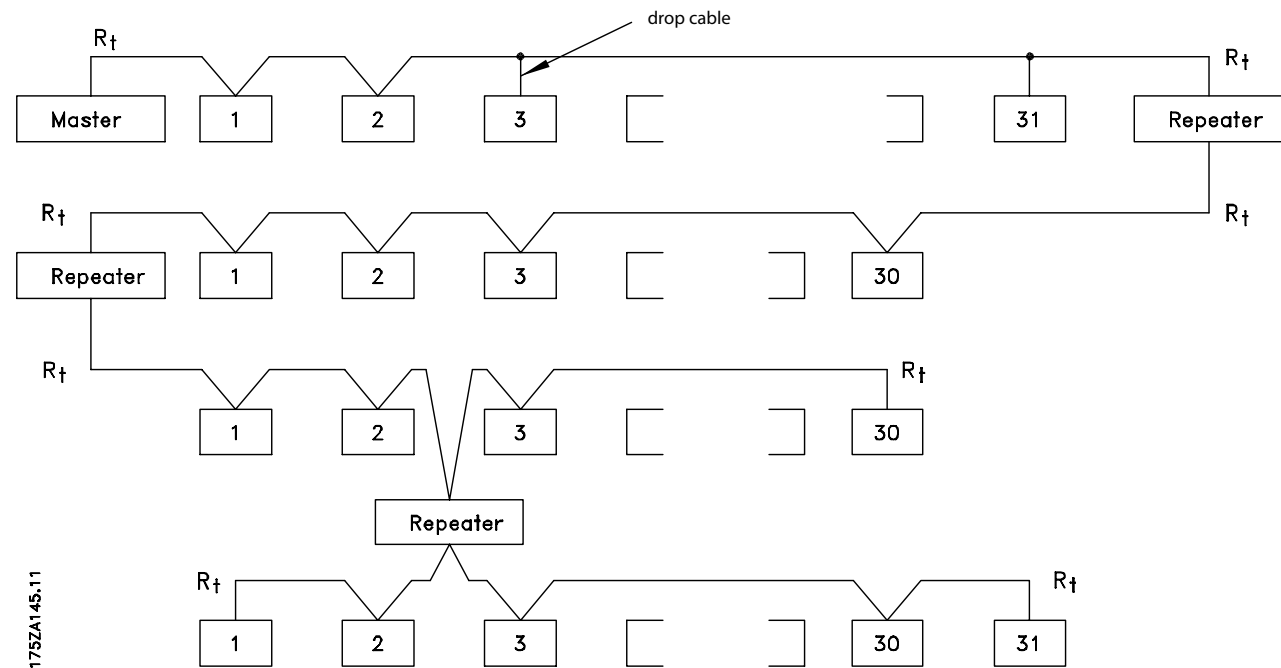 drop cable
Rt Rt
Master 1 2 3 31 Repeater
Rt Rt
Repeater 1 2 3 30
Rt Rt
1 2 3 30
Repeater
Rt Rt
1 2 3 30 31
175ZA145.11